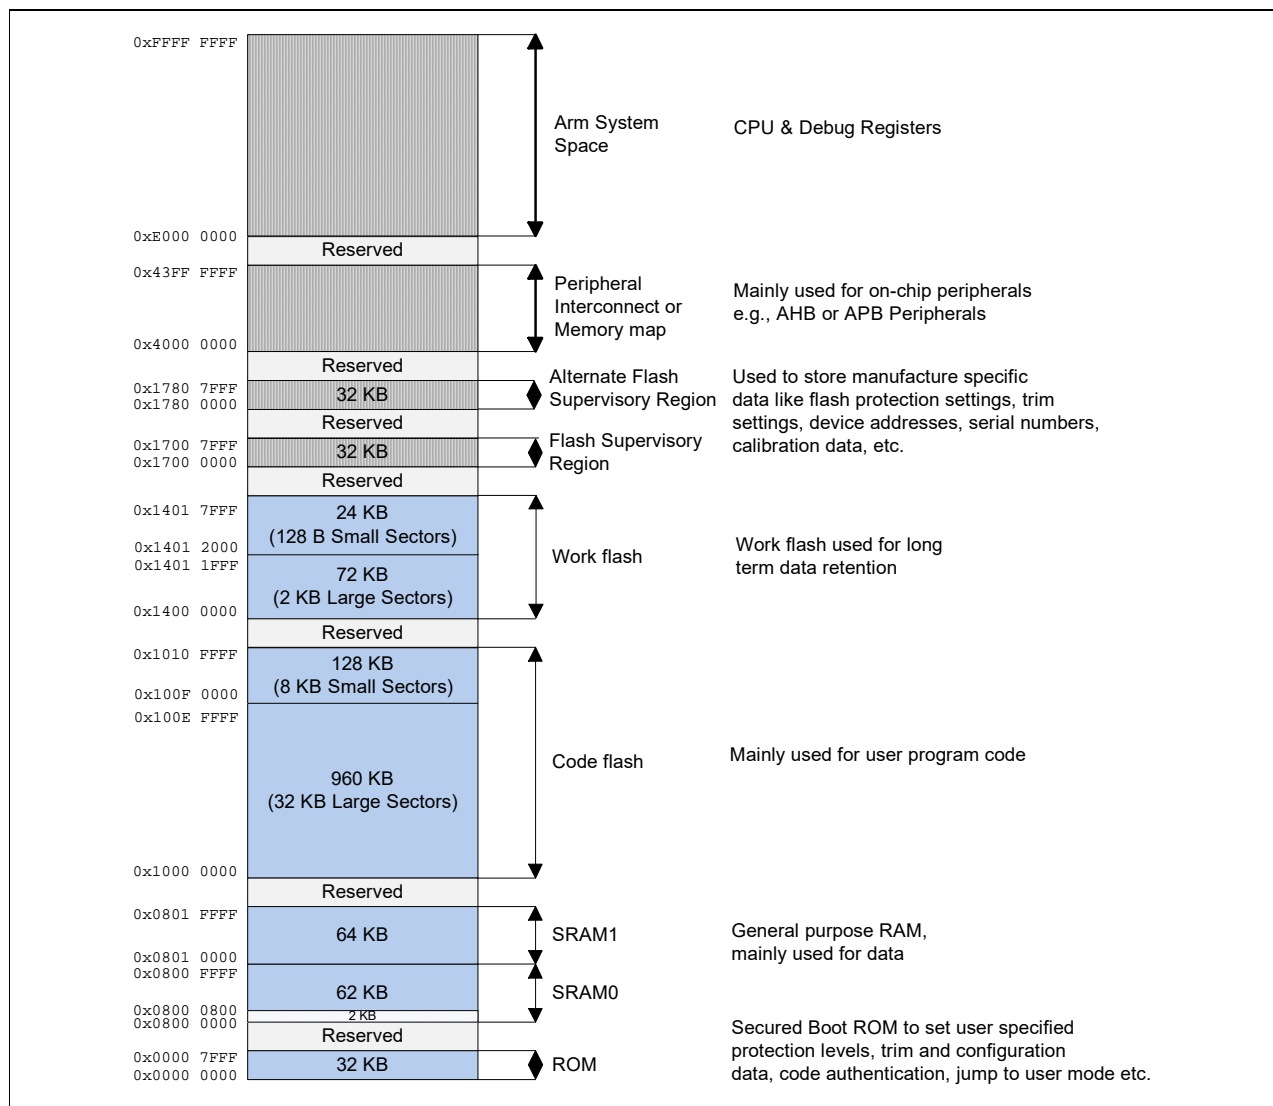 0xFFFF FFFF
Arm System
Space
CPU & Debug Registers
0xE000 0000
Reserved
0x43FF FFFF
Peripheral
Interconnect or
Memory map
Mainly used for on-chip peripherals
e.g., AHB or APB Peripherals
0x4000 0000
Reserved
0x1780 7FFF
0x1780 0000
32 KB
Alternate Flash
Supervisory Region
Used to store manufacture specific
data like flash protection settings, trim
settings, device addresses, serial numbers,
calibration data, etc.
Reserved
0x1700 7FFF
0x1700 0000
32 KB
Flash Supervisory
Region
Reserved
0x1401 7FFF
24 KB
(128 B Small Sectors)
0x1401 2000
0x1401 1FFF
72 KB
(2 KB Large Sectors)
0x1400 0000
Work flash
Work flash used for long
term data retention
Reserved
0x1010 FFFF
128 KB
(8 KB Small Sectors)
0x100F 0000
0x100E FFFF
960 KB
(32 KB Large Sectors)
Code flash
Mainly used for user program code
0x1000 0000
Reserved
0x0801 FFFF
64 KB
SRAM1
General purpose RAM,
mainly used for data
0x0801 0000
0x0800 FFFF
62 KB
SRAM0
0x0800 0800
2 KB
0x0800 0000
Reserved
0x0000 7FFF
32 KB
0x0000 0000
ROM
Secured Boot ROM to set user specified
protection levels, trim and configuration
data, code authentication, jump to user mode etc.